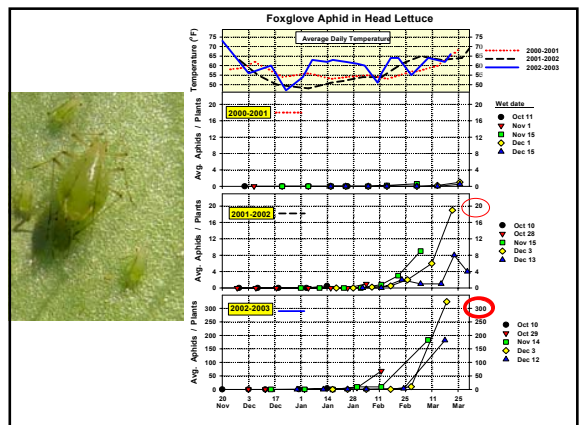 Foxglove Aphid in Head Lettuce
Average Daily Temperature
Temperature (°F)
75
70
65
60
55
50
75
70
65
60
55
50
2000-2001
2001-2002
2002-2003
Avg. Aphids / Plants
20
16
12
8
4
0
2000-2001
20
16
12
8
4
0
Wet date
Oct 11
Nov 1
Nov 15
Dec 1
Dec 15
Avg. Aphids / Plants
20
16
12
8
4
0
2001-2002
20
16
12
8
4
0
Oct 10
Oct 28
Nov 15
Dec 3
Dec 13
Avg. Aphids / Plants
300
250
200
150
100
50
0
2002-2003
300
250
200
150
100
50
0
Oct 10
Oct 29
Nov 14
Dec 3
Dec 12
20 3 17 1 14 28 11 25 11 25
Nov Dec Dec Jan Jan Jan Feb Feb Mar Mar